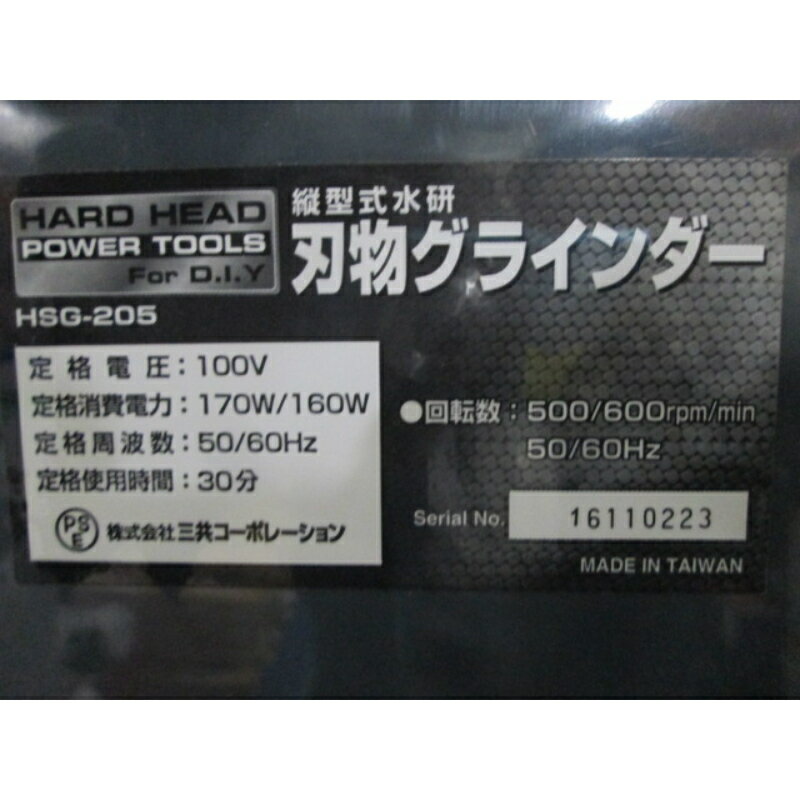 HARD HEAD
POWER TOOLS
For D.I.Y
縦型式水研
刃物グラインダー
HSG-205
定格電圧：100V
定格消費電力：170W/160W
定格周波数：50/60Hz
定格使用時間：30分
PSE 株式会社三共コーポレーション
●回転数：500/600rpm/min
50/60Hz
Serial No. 16110223
MADE IN TAIWAN